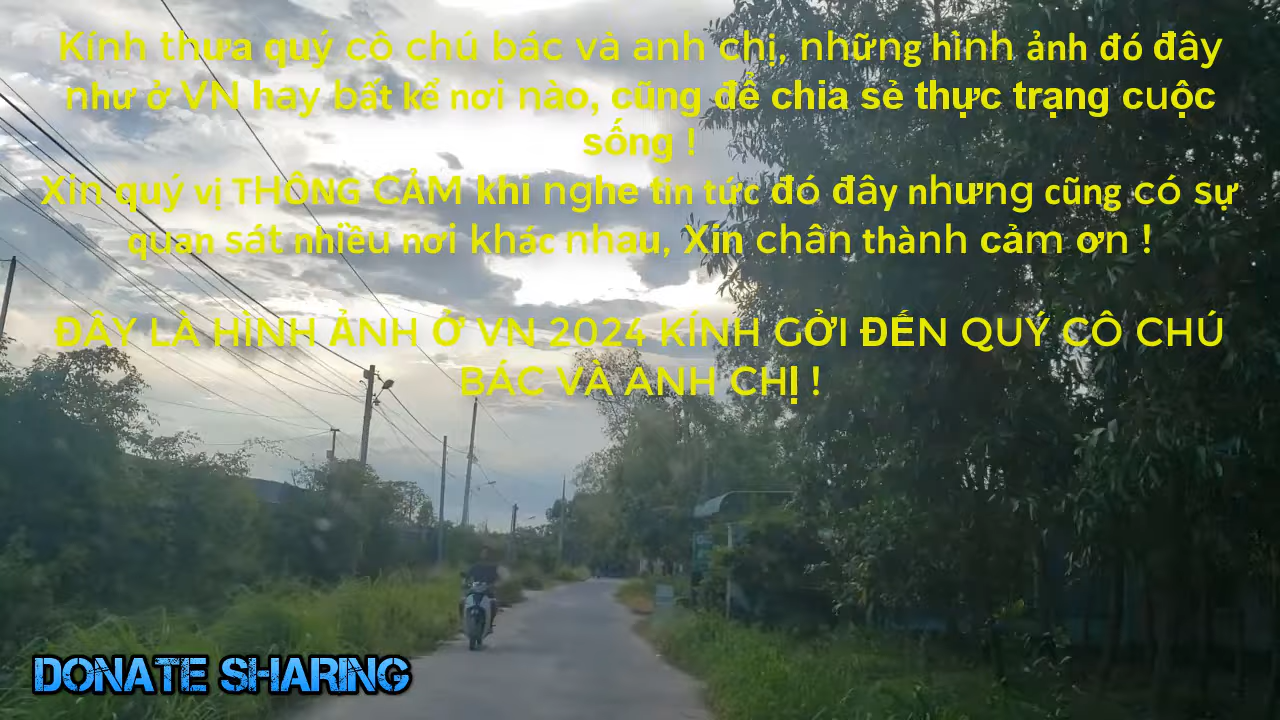 Kính thưa quý cô chú bác và anh chị, những hình ảnh đó đây
như ở VN hay bất kể nơi nào, cũng để chia sẻ thực trạng cuộc
sống !
Xin quý vị THÔNG CẢM khi nghe tin tức đó đây nhưng cũng có sự
quan sát nhiều nơi khác nhau, Xin chân thành cảm ơn !
ĐÂY LÀ HÌNH ẢNH Ở VN 2024 KÍNH GỞI ĐẾN QUÝ CÔ CHÚ
BÁC VÀ ANH CHỊ !
DONATE SHARING